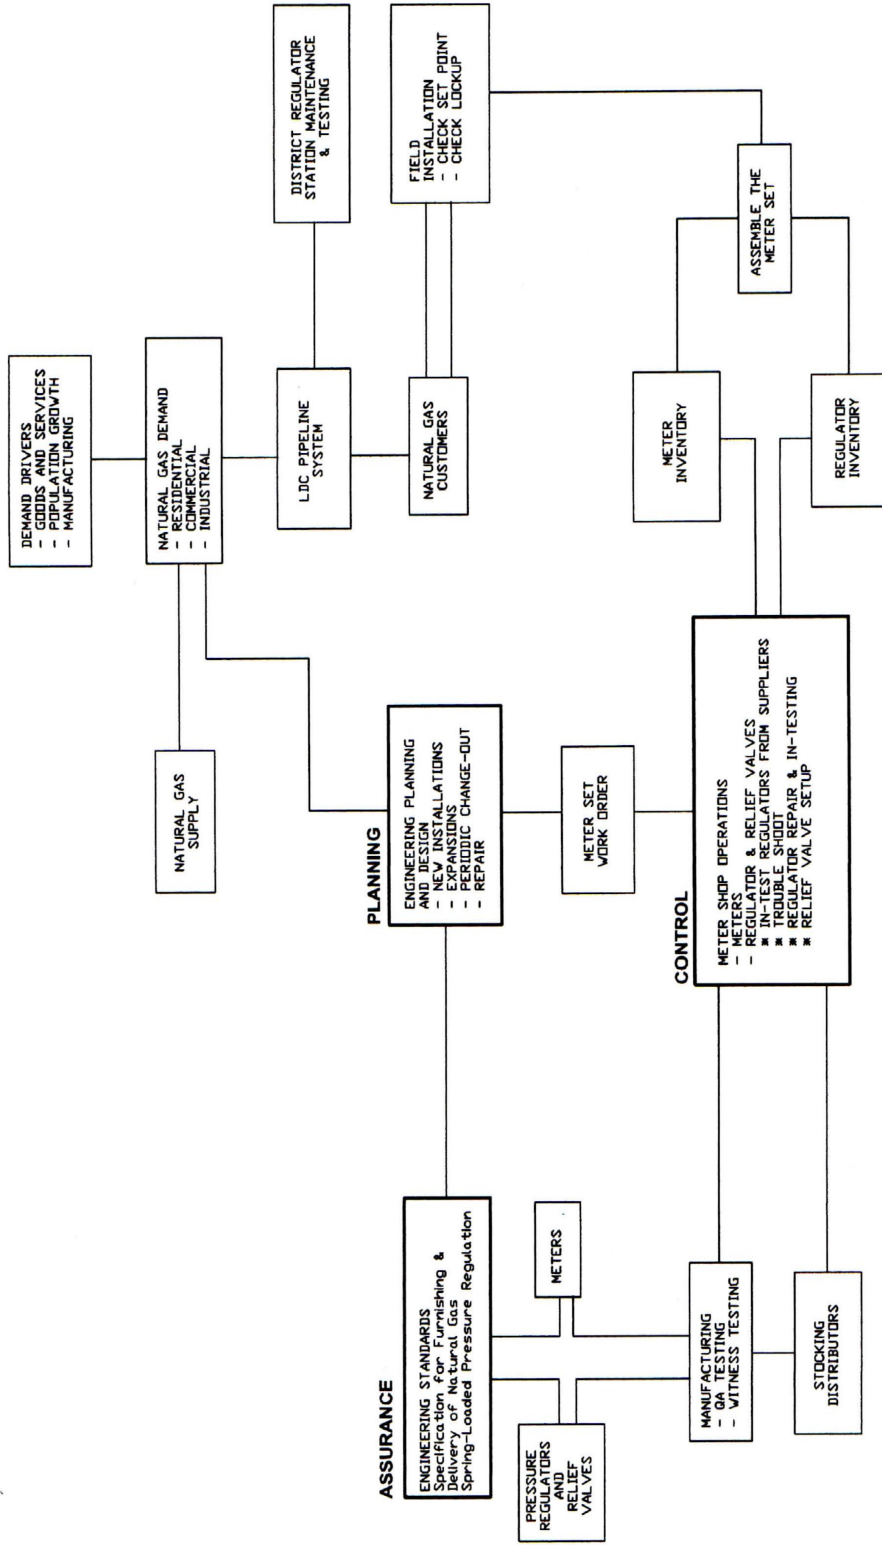 DEMAND DRIVERS
- GOODS AND SERVICES
- POPULATION GROWTH
- MANUFACTURING
NATURAL GAS DEMAND
- RESIDENTIAL
- COMMERCIAL
- INDUSTRIAL
NATURAL GAS
SUPPLY
LDC PIPELINE
SYSTEM
DISTRICT REGULATOR
STATION MAINTENANCE
& TESTING
ASSURANCE
ENGINEERING STANDARDS
Specification for Furnishing &
Delivery of Natural Gas
Spring-Loaded Pressure Regulation
PLANNING
ENGINEERING PLANNING
AND DESIGN
- NEW INSTALLATIONS
- EXPANSIONS
- PERIODIC CHANGE-OUT
- REPAIR
NATURAL GAS
CUSTOMERS
FIELD
INSTALLATION
- CHECK SET POINT
- CHECK LOCKUP
PRESSURE
REGULATORS
AND
RELIEF
VALVES
METERS
METER SET
WORK ORDER
METER
INVENTORY
MANUFACTURING
- QA TESTING
- WITNESS TESTING
CONTROL
METER SHOP OPERATIONS
- METERS
- REGULATOR & RELIEF VALVES
* IN-TEST REGULATORS FROM SUPPLIERS
* TROUBLE SHOOT
* REGULATOR REPAIR & IN-TESTING
* RELIEF VALVE SETUP
ASSEMBLE THE
METER SET
STOCKING
DISTRIBUTORS
REGULATOR
INVENTORY